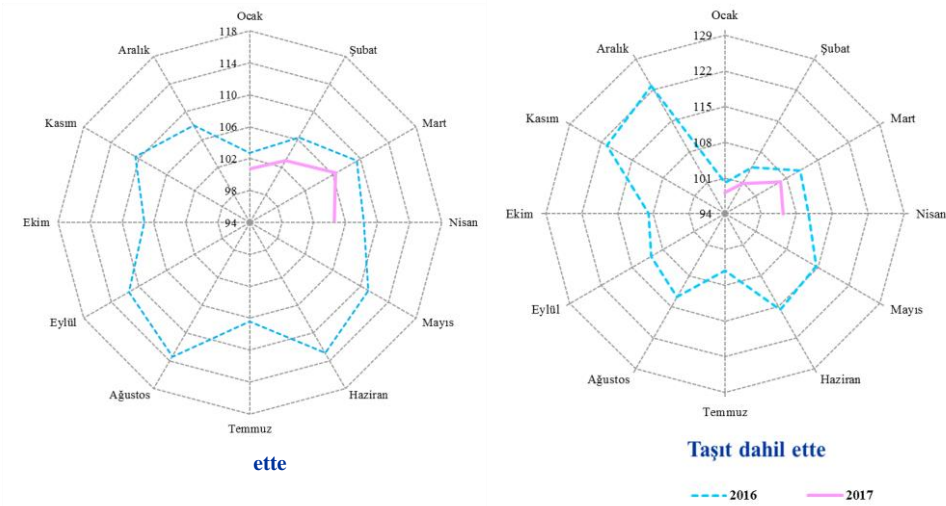 Ocak
118
Şubat
114
110
106
102
98
94
Mart
Nisan
Mayıs
Haziran
Temmuz
Ağustos
Eylül
Ekim
Kasım
Aralık
ette
Ocak
129
Şubat
122
115
108
101
94
Mart
Nisan
Mayıs
Haziran
Temmuz
Ağustos
Eylül
Ekim
Kasım
Aralık
Taşıt dahil ette
2016 2017